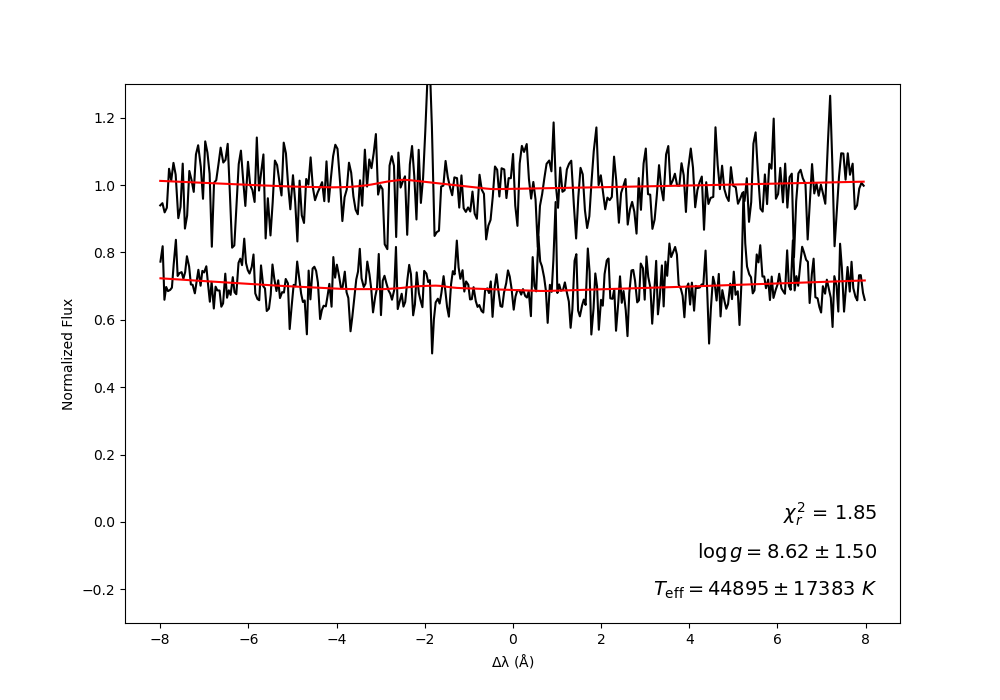 1.2
1.0
0.8
0.6
0.4
0.2
0.0
−0.2
Normalized Flux
χ²ᵣ = 1.85
log g = 8.62 ± 1.50
T_eff = 44895 ± 17383 K
−8 −6 −4 −2 0 2 4 6 8
Δλ (Å)